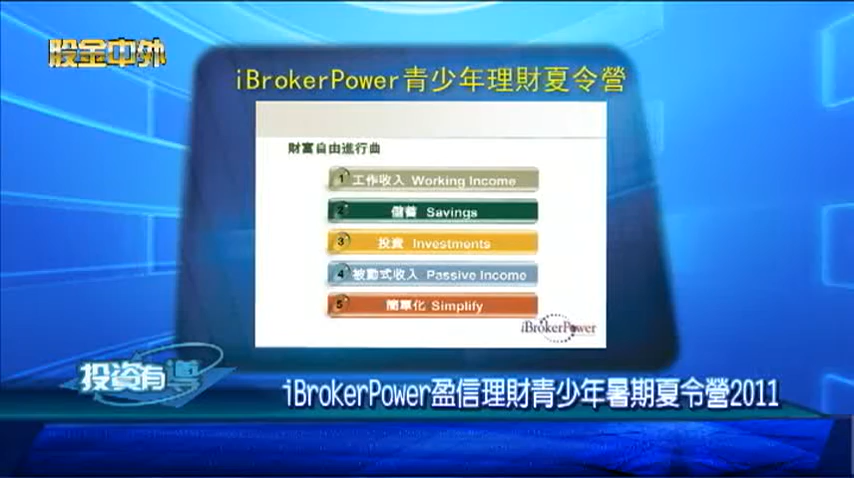 股金中外
iBrokerPower青少年理財夏令營
財富自由進行曲
1 工作收入 Working Income
2 儲蓄 Savings
3 投資 Investments
4 被動式收入 Passive Income
5 簡單化 Simplify
iBrokerPower
投資有導
iBrokerPower盈信理財青少年暑期夏令營2011